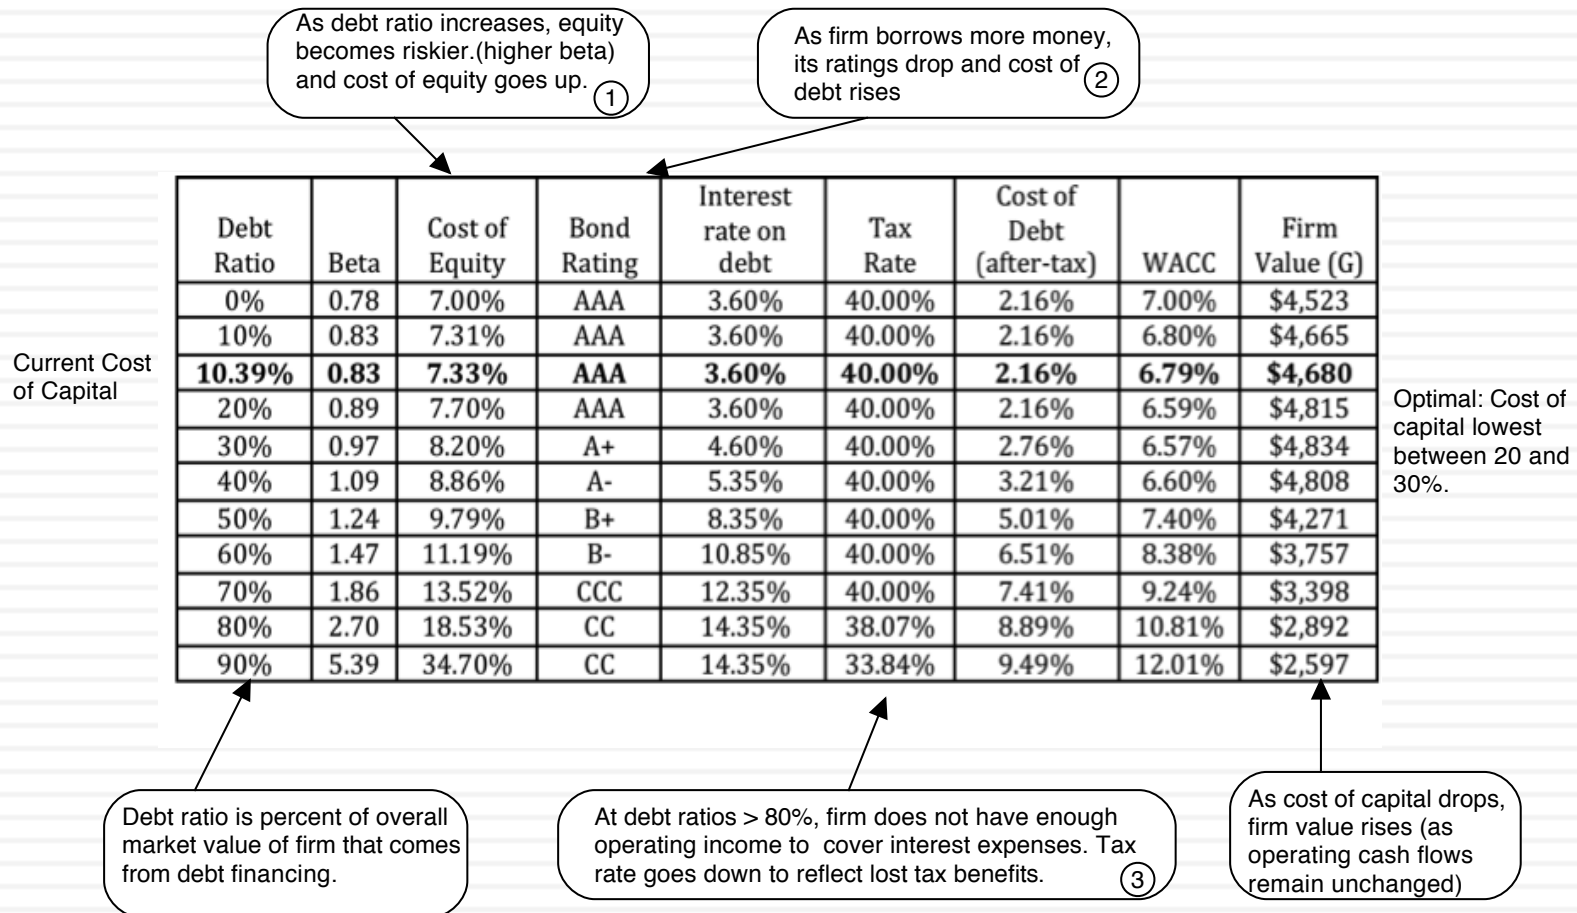 As debt ratio increases, equity
becomes riskier.(higher beta)
and cost of equity goes up.
1
As firm borrows more money,
its ratings drop and cost of
debt rises
2
Debt Ratio Beta Cost of Equity Bond Rating Interest rate on debt Tax Rate Cost of Debt (after-tax) WACC Firm Value (G)
0% 0.78 7.00% AAA 3.60% 40.00% 2.16% 7.00% $4,523
10% 0.83 7.31% AAA 3.60% 40.00% 2.16% 6.80% $4,665
Current Cost
of Capital
10.39% 0.83 7.33% AAA 3.60% 40.00% 2.16% 6.79% $4,680
20% 0.89 7.70% AAA 3.60% 40.00% 2.16% 6.59% $4,815
30% 0.97 8.20% A+ 4.60% 40.00% 2.76% 6.57% $4,834
40% 1.09 8.86% A- 5.35% 40.00% 3.21% 6.60% $4,808
50% 1.24 9.79% B+ 8.35% 40.00% 5.01% 7.40% $4,271
60% 1.47 11.19% B- 10.85% 40.00% 6.51% 8.38% $3,757
70% 1.86 13.52% CCC 12.35% 40.00% 7.41% 9.24% $3,398
80% 2.70 18.53% CC 14.35% 38.07% 8.89% 10.81% $2,892
90% 5.39 34.70% CC 14.35% 33.84% 9.49% 12.01% $2,597
Optimal: Cost of
capital lowest
between 20 and
30%.
Debt ratio is percent of overall
market value of firm that comes
from debt financing.
At debt ratios > 80%, firm does not have enough
operating income to cover interest expenses. Tax
rate goes down to reflect lost tax benefits.
3
As cost of capital drops,
firm value rises (as
operating cash flows
remain unchanged)